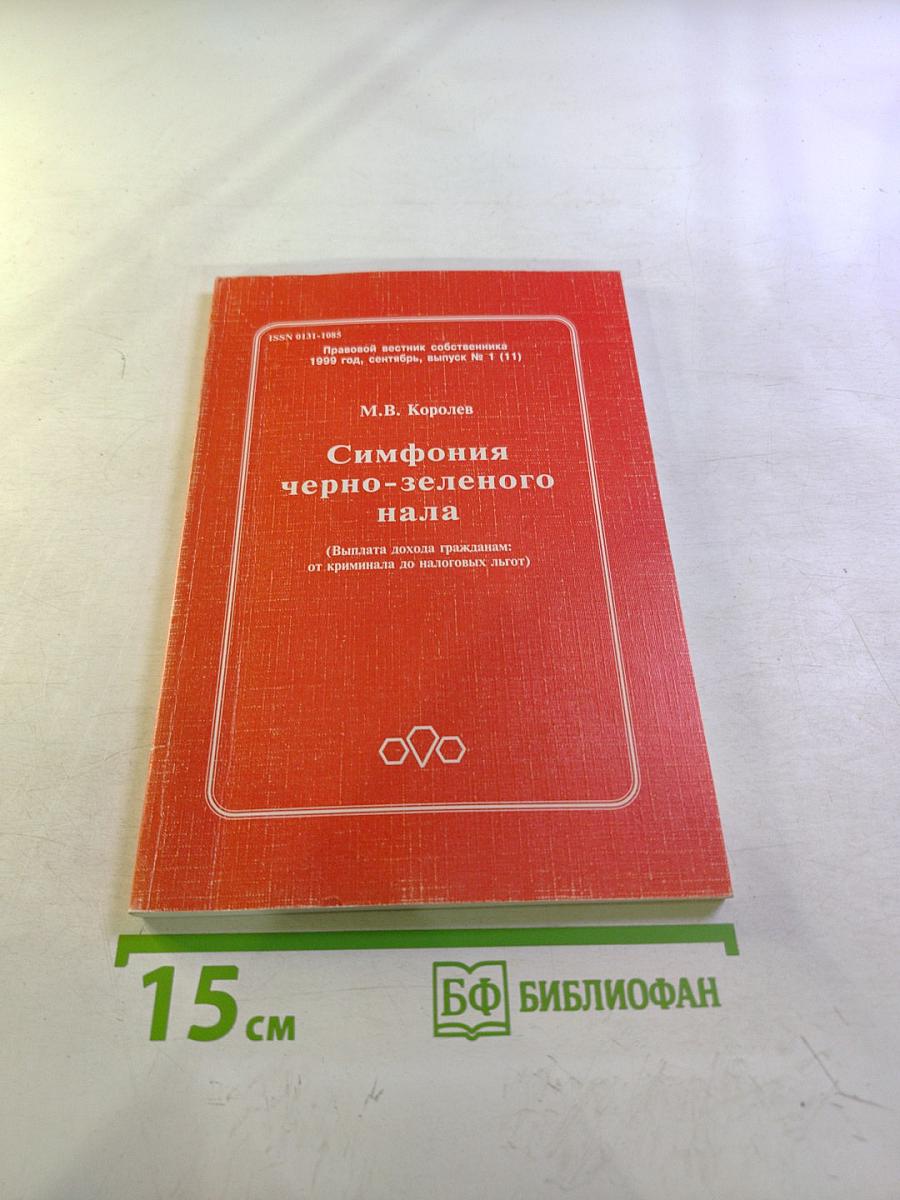 ISSN 0131-1085
Правовой вестник собственника
1999 год, сентябрь, выпуск № 1 (11)
М.В. Королев
Симфония
черно-зеленого
нала
(Выплата дохода гражданам:
от криминала до налоговых льгот)
15 см
БФ БИБЛИОФАН